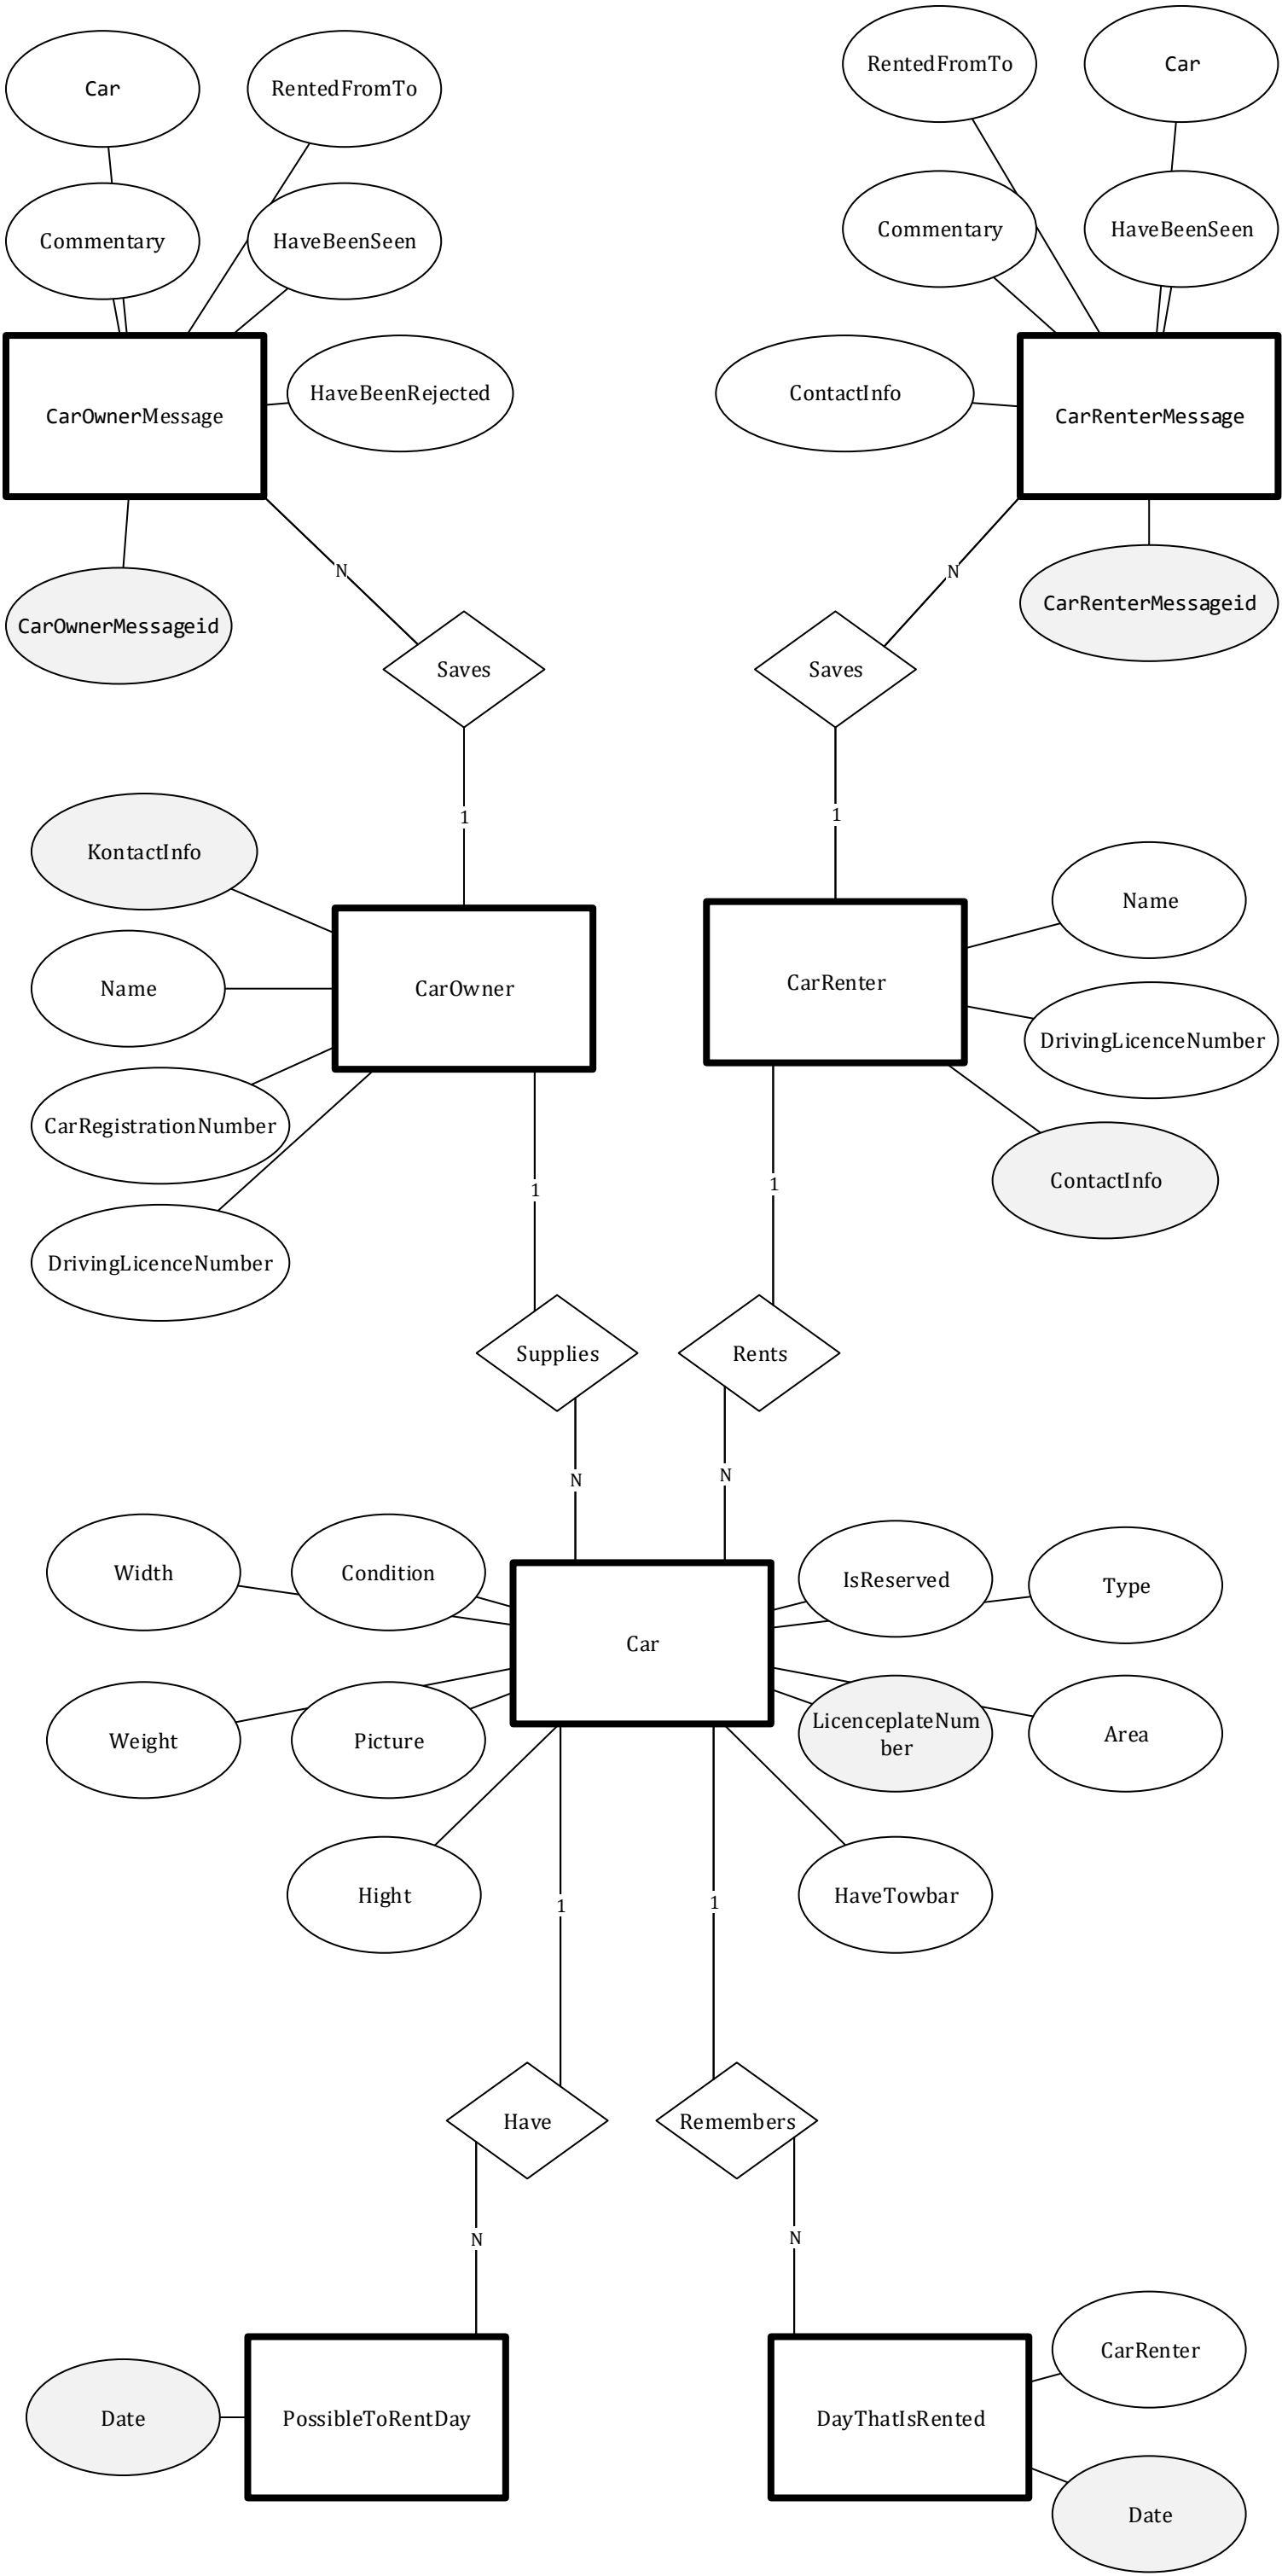 RentedFromTo
Car
Car
RentedFromTo
Commentary
HaveBeenSeen
Commentary
HaveBeenSeen
HaveBeenRejected
ContactInfo
CarOwnerMessage
CarRenterMessage
N
N
CarOwnerMessageid
CarRenterMessageid
Saves
Saves
1
1
KontactInfo
Name
Name
CarOwner
CarRenter
DrivingLicenceNumber
CarRegistrationNumber
ContactInfo
1
1
DrivingLicenceNumber
Supplies
Rents
N
N
Width
Condition
IsReserved
Type
Car
Weight
Picture
LicenceplateNum
ber
Area
Hight
HaveTowbar
1
1
Have
Remembers
N
N
CarRenter
Date
PossibleToRentDay
DayThatIsRented
Date